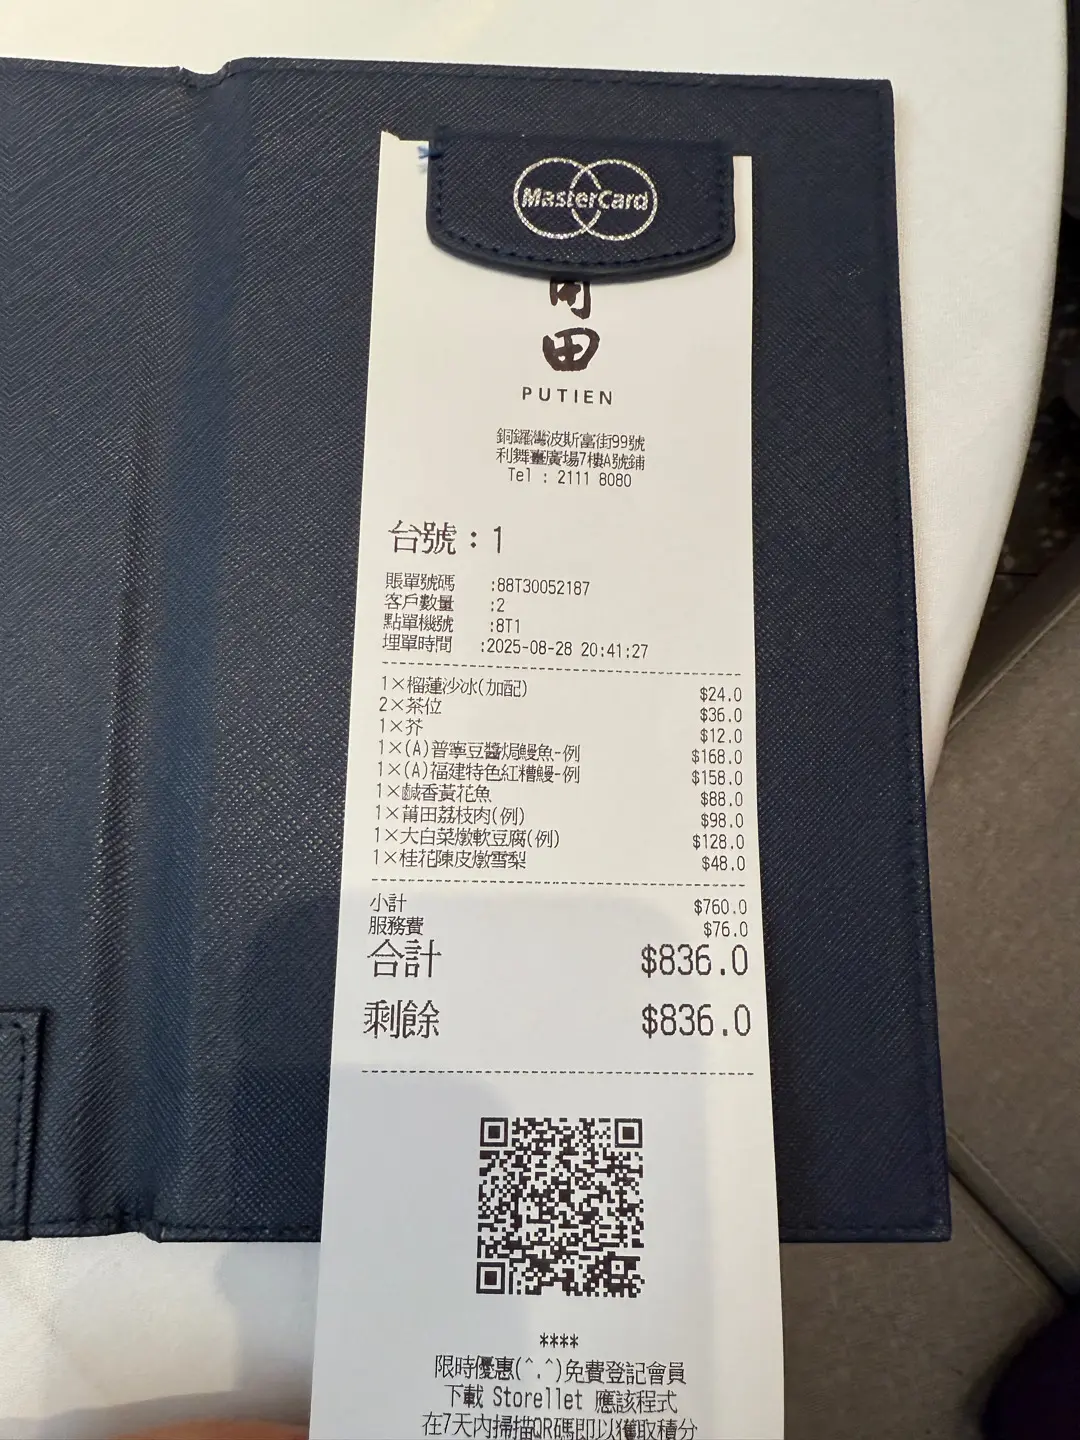 MasterCard
田
PUTIEN
銅鑼灣波斯富街99號
利舞臺廣場7樓A號鋪
Tel : 2111 8080
台號：1
賬單號碼 :88T30052187
客戶數量 :2
點單機號 :8T1
埋單時間 :2025-08-28 20:41:27
1×榴蓮沙冰(加配) $24.0
2×茶位 $36.0
1×芥 $12.0
1×(A)普寧豆醬焗鰻魚-例 $168.0
1×(A)福建特色紅糟鰻-例 $158.0
1×鹹香黃花魚 $88.0
1×莆田荔枝肉(例) $98.0
1×大白菜燉軟豆腐(例) $128.0
1×桂花陳皮燉雪梨 $48.0
小計 $760.0
服務費 $76.0
合計 $836.0
剩餘 $836.0
****
限時優惠(^.^)免費登記會員
下載 Storellet 應該程式
在7天內掃描QR碼即以獲取積分